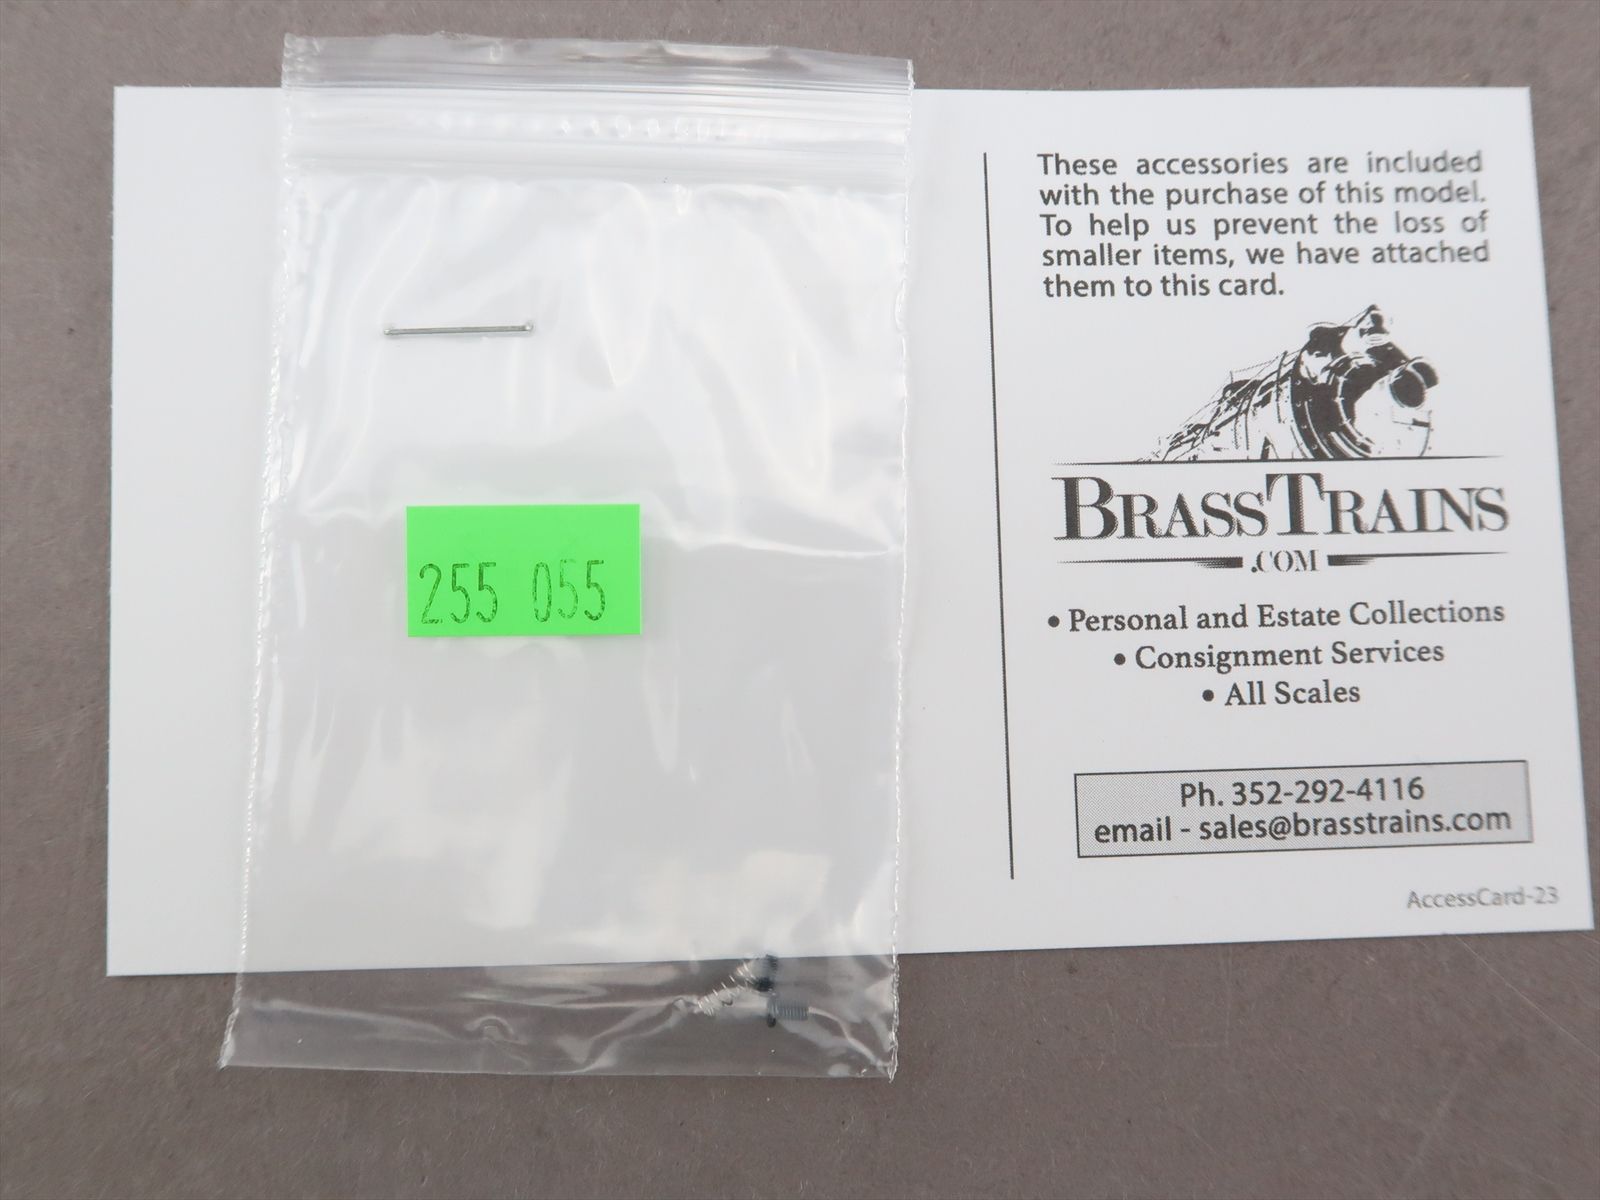 255 055
These accessories are included
with the purchase of this model.
To help us prevent the loss of
smaller items, we have attached
them to this card.
BRASSTRAINS
.COM
• Personal and Estate Collections
• Consignment Services
• All Scales
Ph. 352-292-4116
email - sales@brasstrains.com
AccessCard-23